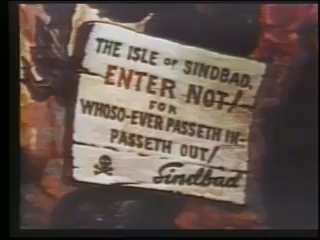 THE ISLE OF SINDBAD,
ENTER NOT!
FOR
WHOSO-EVER PASSETH IN-
PASSETH OUT!
Sindbad